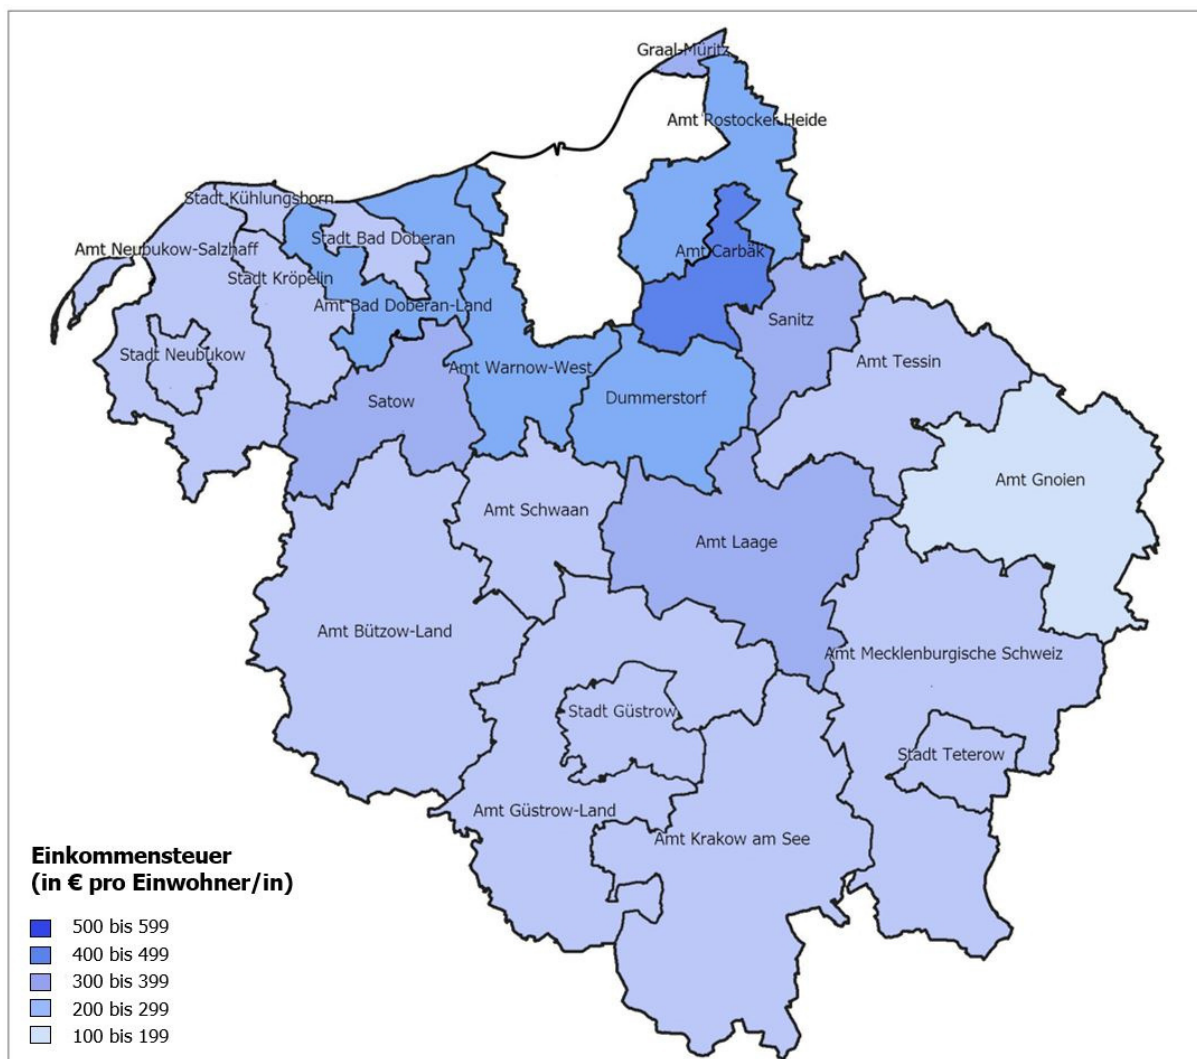 Graal-Müritz
Amt Rostocker Heide
Stadt Kühlungsborn
Stadt Bad Doberan
Amt Neubukow-Salzhaff
Amt Carbäk
Stadt Kröpelin
Amt Bad Doberan-Land
Sanitz
Stadt Neubukow
Amt Warnow-West
Amt Tessin
Satow
Dummerstorf
Amt Gnoien
Amt Schwaan
Amt Laage
Amt Bützow-Land
Amt Mecklenburgische Schweiz
Stadt Güstrow
Stadt Teterow
Amt Güstrow-Land
Amt Krakow am See
Einkommensteuer
(in € pro Einwohner/in)
500 bis 599
400 bis 499
300 bis 399
200 bis 299
100 bis 199